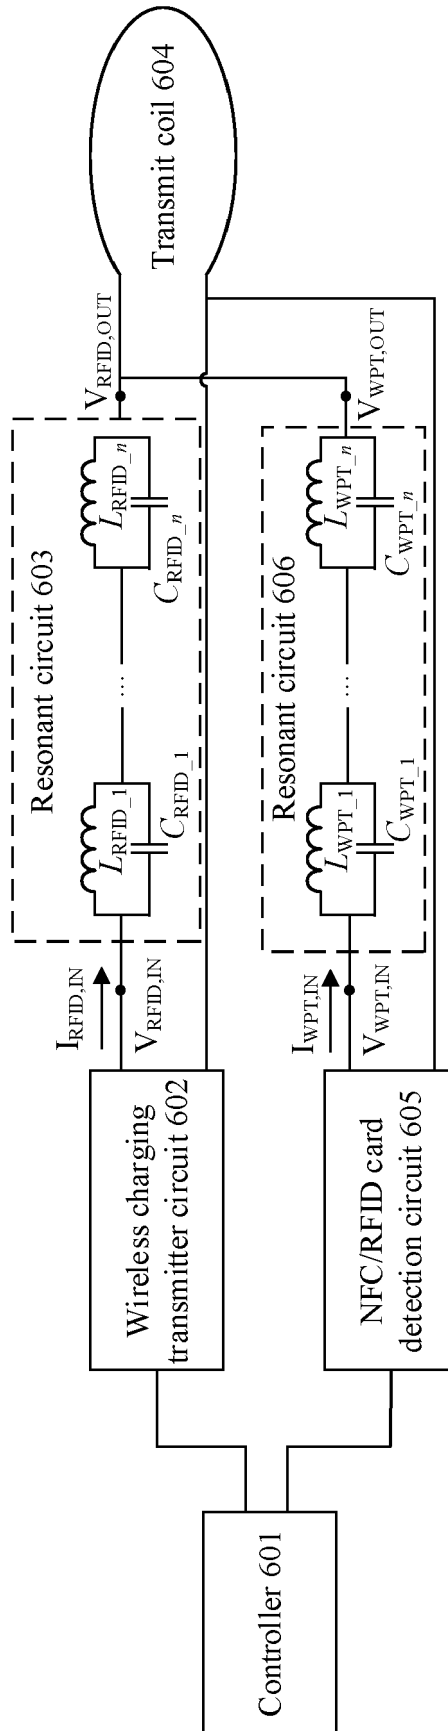 Controller 601
Wireless charging
transmitter circuit 602
I_RFID,IN
V_RFID,IN
Resonant circuit 603
L_RFID_1
C_RFID_1
...
L_RFID_n
C_RFID_n
V_RFID,OUT
Transmit coil 604
NFC/RFID card
detection circuit 605
I_WPT,IN
V_WPT,IN
Resonant circuit 606
L_WPT_1
C_WPT_1
...
L_WPT_n
C_WPT_n
V_WPT,OUT